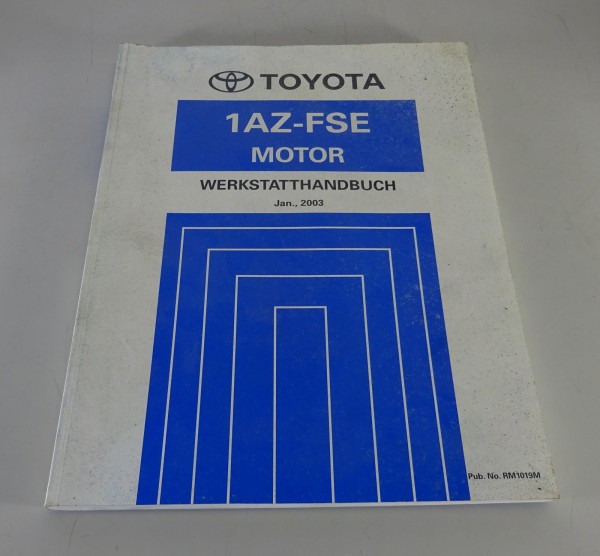 TOYOTA
1AZ-FSE
MOTOR
WERKSTATTHANDBUCH
Jan., 2003
Pub. No. RM1019M